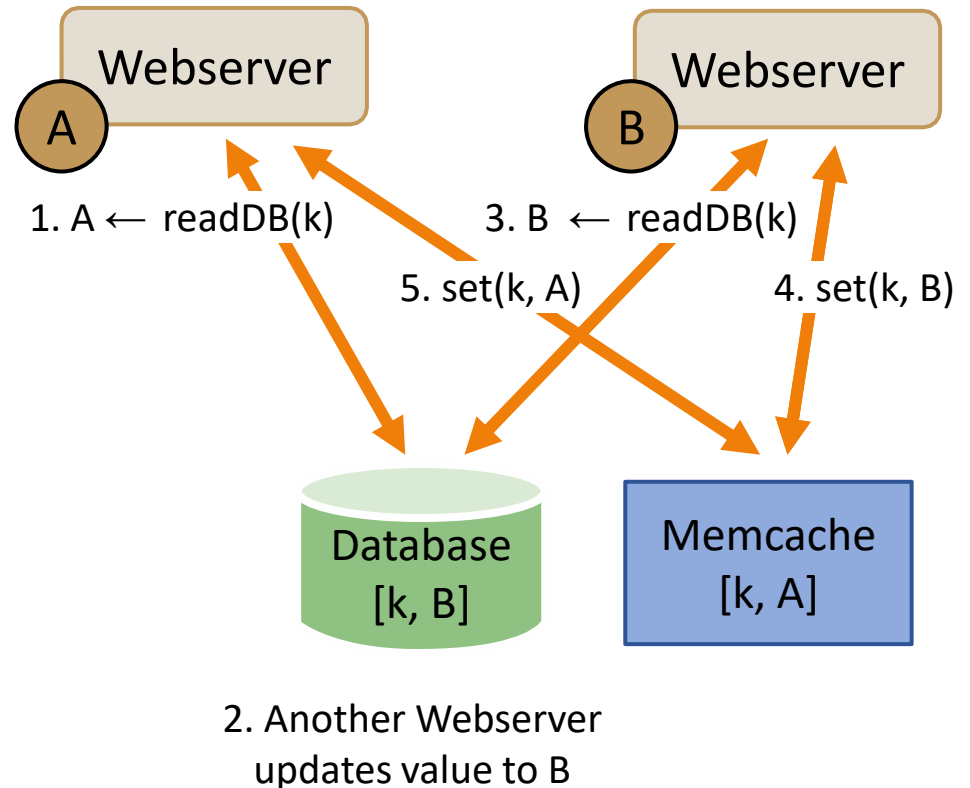 Webserver
A
Webserver
B
1. A ← readDB(k)
3. B ← readDB(k)
5. set(k, A)
4. set(k, B)
Database
[k, B]
Memcache
[k, A]
2. Another Webserver
updates value to B